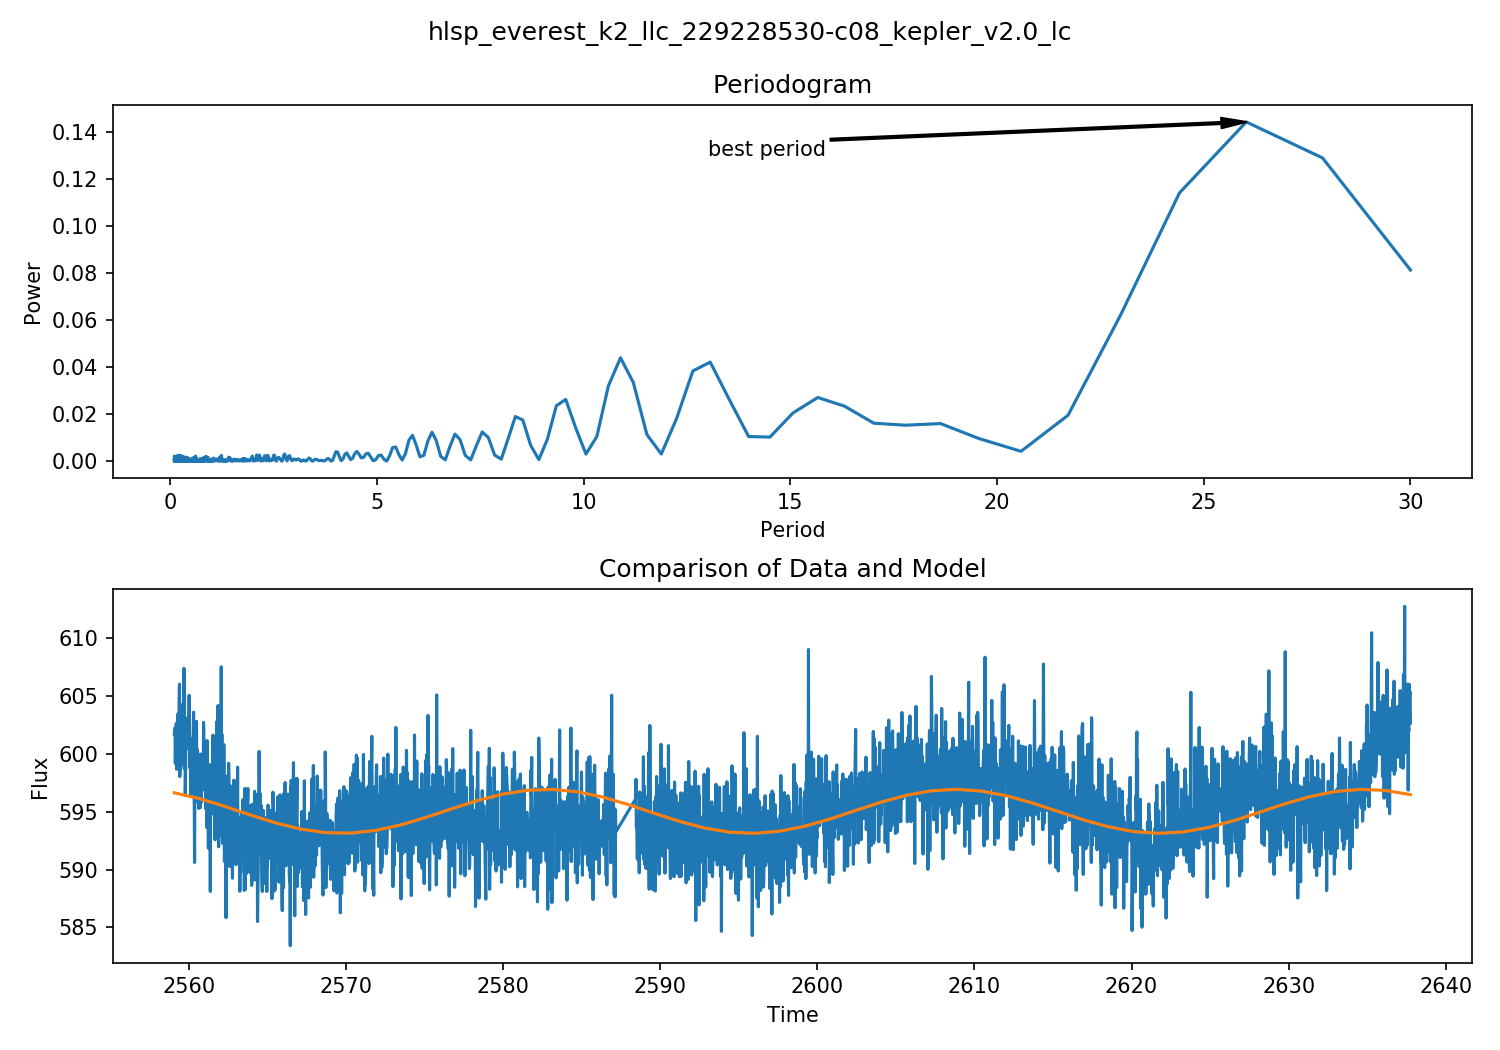 hlsp_everest_k2_llc_229228530-c08_kepler_v2.0_lc
Periodogram
0.14
0.12
0.10
0.08
0.06
0.04
0.02
0.00
Power
best period
0 5 10 15 20 25 30
Period
Comparison of Data and Model
610
605
600
595
590
585
Flux
2560 2570 2580 2590 2600 2610 2620 2630 2640
Time